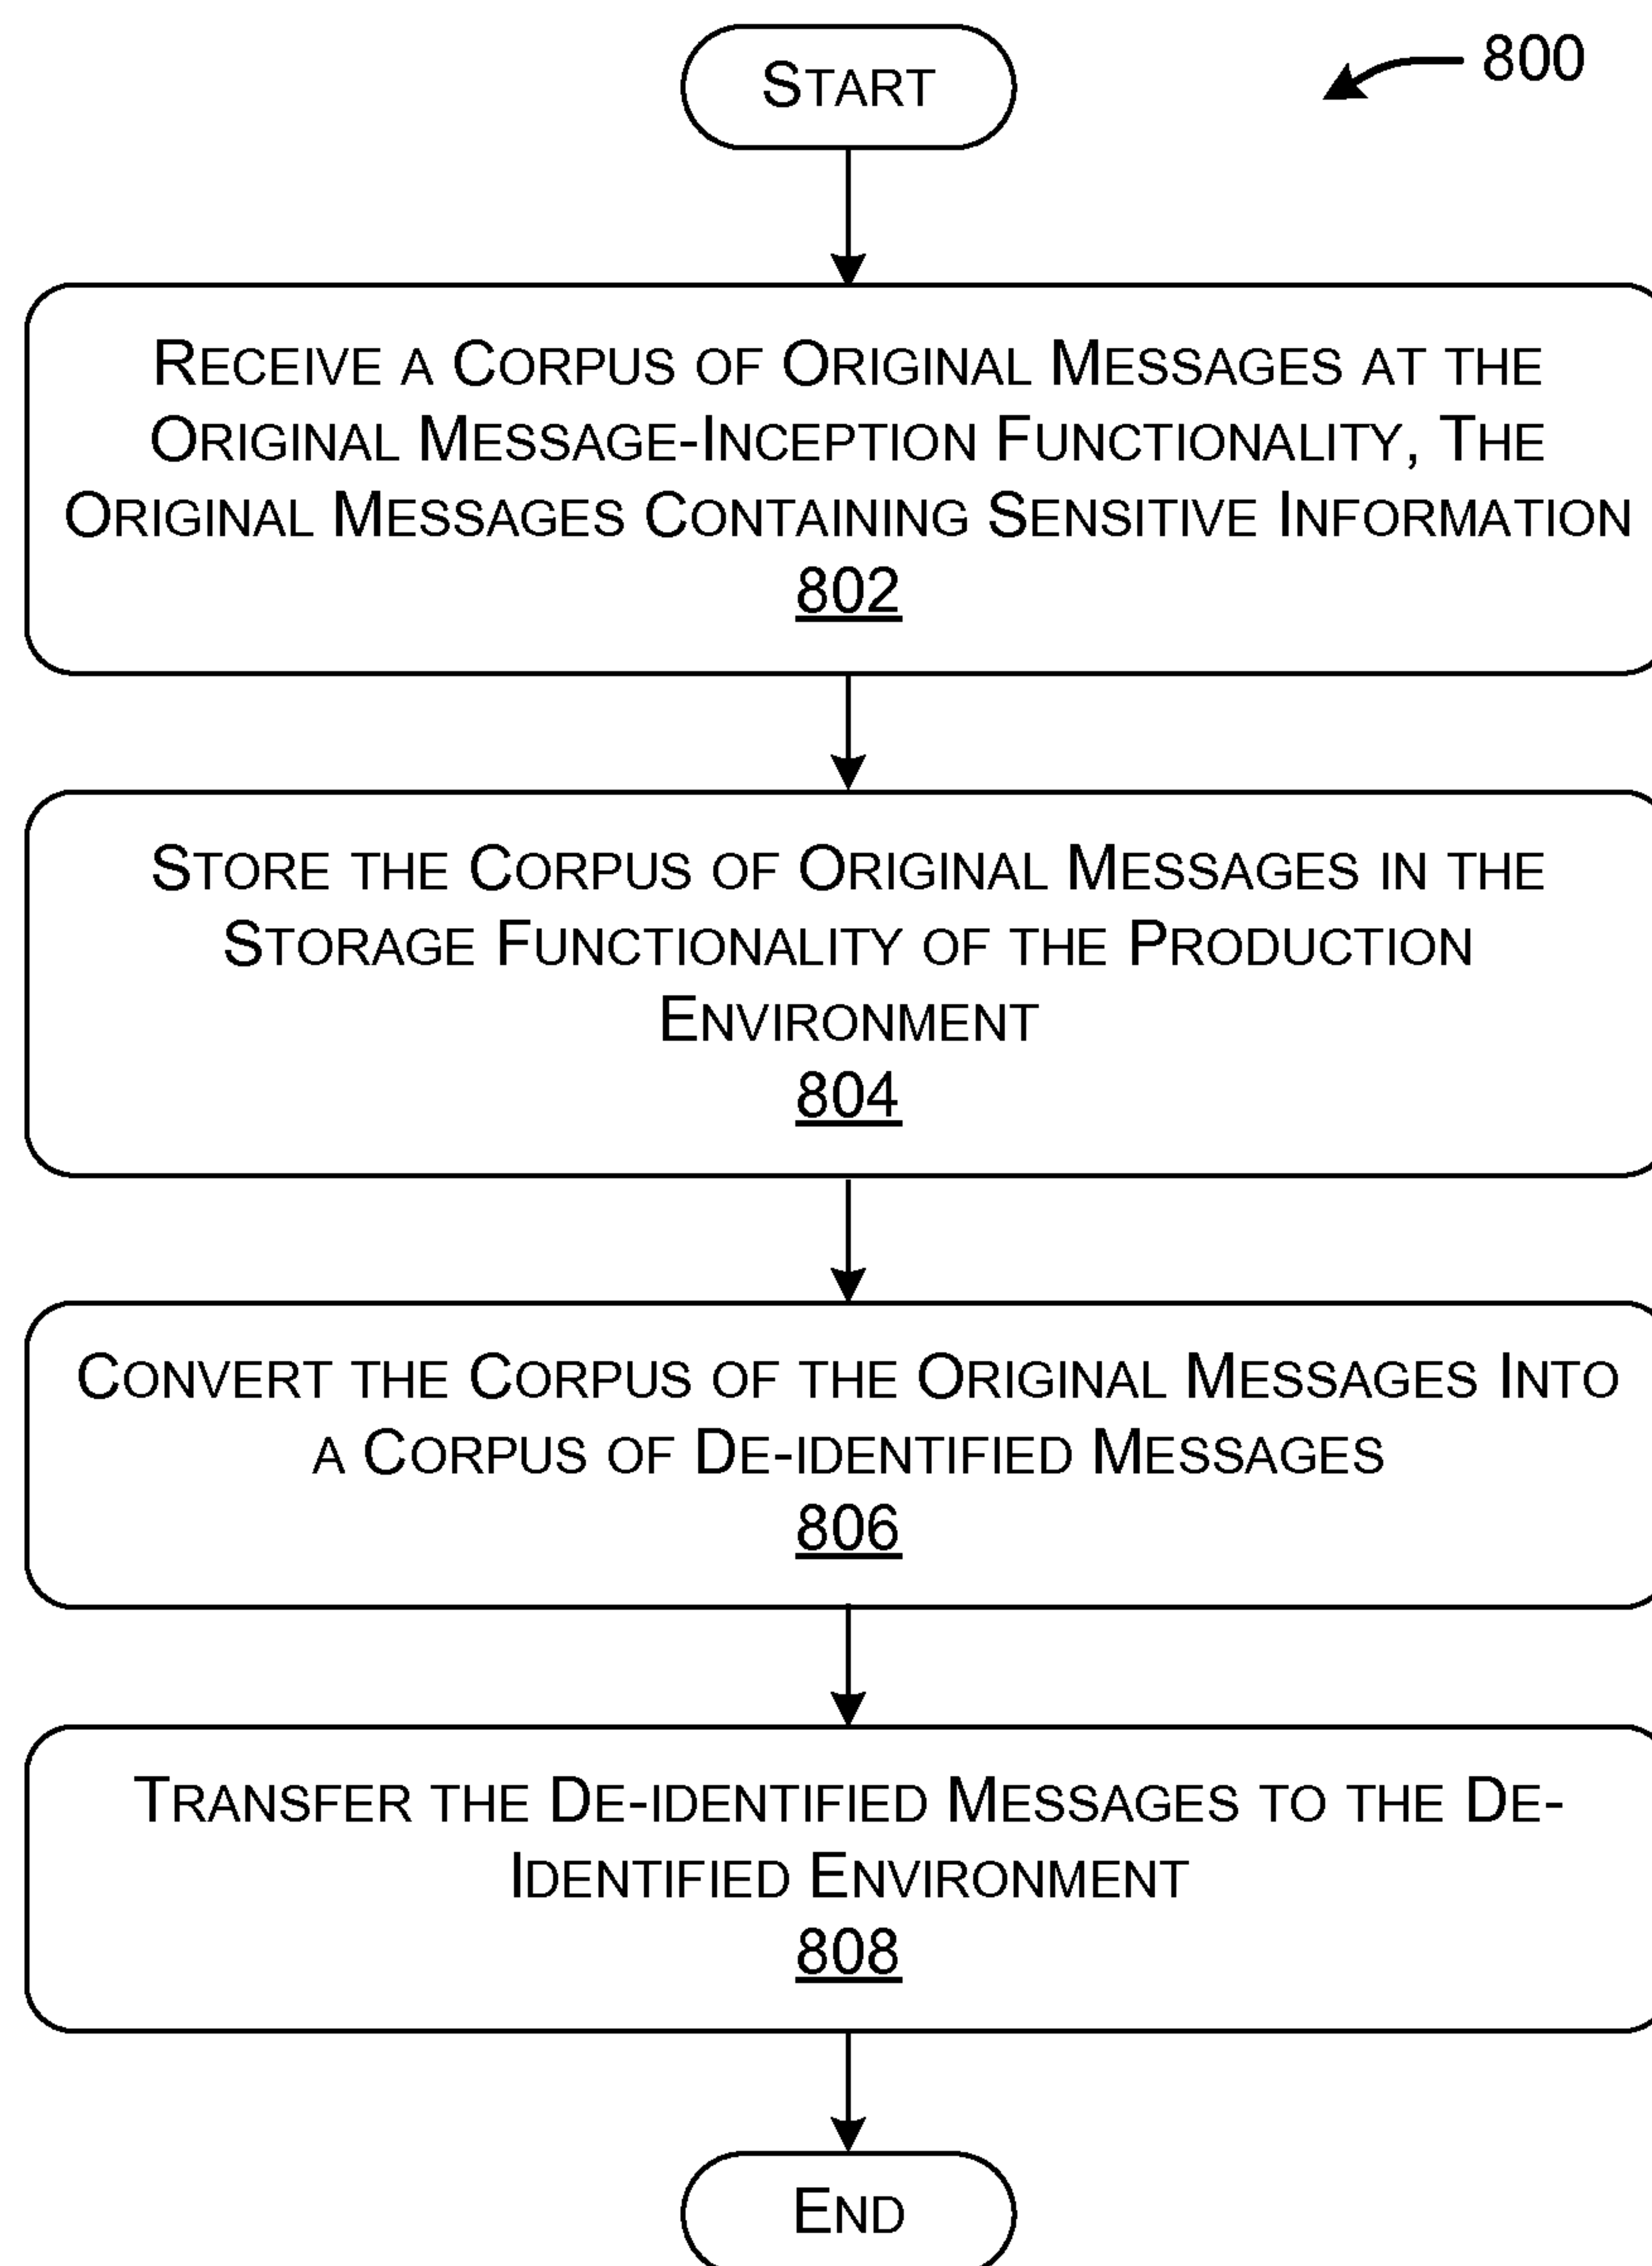 START
800
RECEIVE A CORPUS OF ORIGINAL MESSAGES AT THE
ORIGINAL MESSAGE-INCEPTION FUNCTIONALITY, THE
ORIGINAL MESSAGES CONTAINING SENSITIVE INFORMATION
802
STORE THE CORPUS OF ORIGINAL MESSAGES IN THE
STORAGE FUNCTIONALITY OF THE PRODUCTION
ENVIRONMENT
804
CONVERT THE CORPUS OF THE ORIGINAL MESSAGES INTO
A CORPUS OF DE-IDENTIFIED MESSAGES
806
TRANSFER THE DE-IDENTIFIED MESSAGES TO THE DE-
IDENTIFIED ENVIRONMENT
808
END